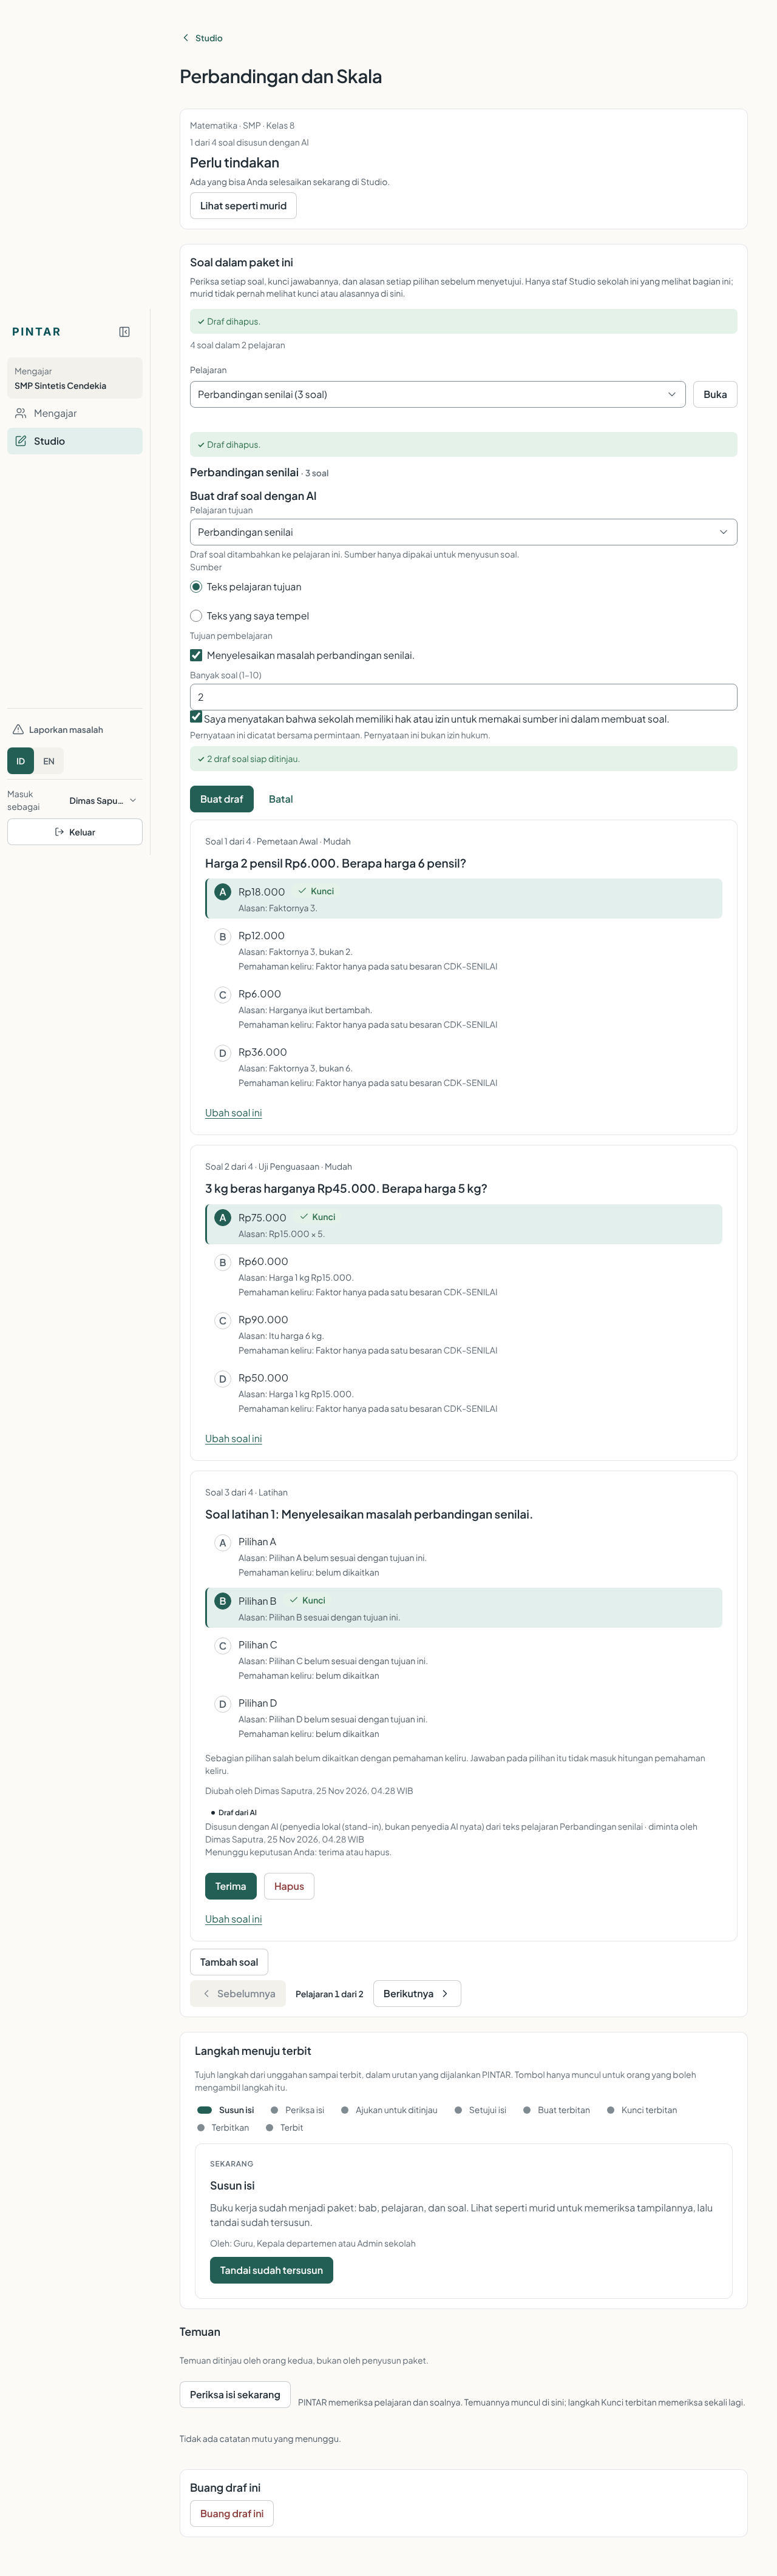 Studio
Perbandingan dan Skala
Matematika · SMP · Kelas 8
1 dari 4 soal disusun dengan AI
Perlu tindakan
Ada yang bisa Anda selesaikan sekarang di Studio.
Lihat seperti murid
Soal dalam paket ini
Periksa setiap soal, kunci jawabannya, dan alasan setiap pilihan sebelum menyetujui. Hanya staf Studio sekolah ini yang melihat bagian ini;
murid tidak pernah melihat kunci atau alasannya di sini.
Draf dihapus.
4 soal dalam 2 pelajaran
Pelajaran
Perbandingan senilai (3 soal)
Buka
Draf dihapus.
Perbandingan senilai · 3 soal
Buat draf soal dengan AI
Pelajaran tujuan
Perbandingan senilai
Draf soal ditambahkan ke pelajaran ini. Sumber hanya dipakai untuk menyusun soal.
Sumber
Teks pelajaran tujuan
Teks yang saya tempel
Tujuan pembelajaran
Menyelesaikan masalah perbandingan senilai.
Banyak soal (1–10)
2
Saya menyatakan bahwa sekolah memiliki hak atau izin untuk memakai sumber ini dalam membuat soal.
Pernyataan ini dicatat bersama permintaan. Pernyataan ini bukan izin hukum.
2 draf soal siap ditinjau.
Buat draf
Batal
Soal 1 dari 4 · Pemetaan Awal · Mudah
Harga 2 pensil Rp6.000. Berapa harga 6 pensil?
A Rp18.000 Kunci
Alasan: Faktornya 3.
B Rp12.000
Alasan: Faktornya 3, bukan 2.
Pemahaman keliru: Faktor hanya pada satu besaran CDK-SENILAI
C Rp6.000
Alasan: Harganya ikut bertambah.
Pemahaman keliru: Faktor hanya pada satu besaran CDK-SENILAI
D Rp36.000
Alasan: Faktornya 3, bukan 6.
Pemahaman keliru: Faktor hanya pada satu besaran CDK-SENILAI
Ubah soal ini
Soal 2 dari 4 · Uji Penguasaan · Mudah
3 kg beras harganya Rp45.000. Berapa harga 5 kg?
A Rp75.000 Kunci
Alasan: Rp15.000 × 5.
B Rp60.000
Alasan: Harga 1 kg Rp15.000.
Pemahaman keliru: Faktor hanya pada satu besaran CDK-SENILAI
C Rp90.000
Alasan: Itu harga 6 kg.
Pemahaman keliru: Faktor hanya pada satu besaran CDK-SENILAI
D Rp50.000
Alasan: Harga 1 kg Rp15.000.
Pemahaman keliru: Faktor hanya pada satu besaran CDK-SENILAI
Ubah soal ini
Soal 3 dari 4 · Latihan
Soal latihan 1: Menyelesaikan masalah perbandingan senilai.
A Pilihan A
Alasan: Pilihan A belum sesuai dengan tujuan ini.
Pemahaman keliru: belum dikaitkan
B Pilihan B Kunci
Alasan: Pilihan B sesuai dengan tujuan ini.
C Pilihan C
Alasan: Pilihan C belum sesuai dengan tujuan ini.
Pemahaman keliru: belum dikaitkan
D Pilihan D
Alasan: Pilihan D belum sesuai dengan tujuan ini.
Pemahaman keliru: belum dikaitkan
Sebagian pilihan salah belum dikaitkan dengan pemahaman keliru. Jawaban pada pilihan itu tidak masuk hitungan pemahaman
keliru.
Diubah oleh Dimas Saputra, 25 Nov 2026, 04.28 WIB
Draf dari AI
Disusun dengan AI (penyedia lokal (stand-in), bukan penyedia AI nyata) dari teks pelajaran Perbandingan senilai · diminta oleh
Dimas Saputra, 25 Nov 2026, 04.28 WIB
Menunggu keputusan Anda: terima atau hapus.
Terima
Hapus
Ubah soal ini
Tambah soal
Sebelumnya
Pelajaran 1 dari 2
Berikutnya
Langkah menuju terbit
Tujuh langkah dari unggahan sampai terbit, dalam urutan yang dijalankan PINTAR. Tombol hanya muncul untuk orang yang boleh
mengambil langkah itu.
Susun isi
Periksa isi
Ajukan untuk ditinjau
Setujui isi
Buat terbitan
Kunci terbitan
Terbitkan
Terbit
SEKARANG
Susun isi
Buku kerja sudah menjadi paket: bab, pelajaran, dan soal. Lihat seperti murid untuk memeriksa tampilannya, lalu
tandai sudah tersusun.
Oleh: Guru, Kepala departemen atau Admin sekolah
Tandai sudah tersusun
Temuan
Temuan ditinjau oleh orang kedua, bukan oleh penyusun paket.
Periksa isi sekarang
PINTAR memeriksa pelajaran dan soalnya. Temuannya muncul di sini; langkah Kunci terbitan memeriksa sekali lagi.
Tidak ada catatan mutu yang menunggu.
Buang draf ini
Buang draf ini
PINTAR
Mengajar
SMP Sintetis Cendekia
Mengajar
Studio
Laporkan masalah
ID
EN
Masuk
sebagai
Dimas Sapu...
Keluar